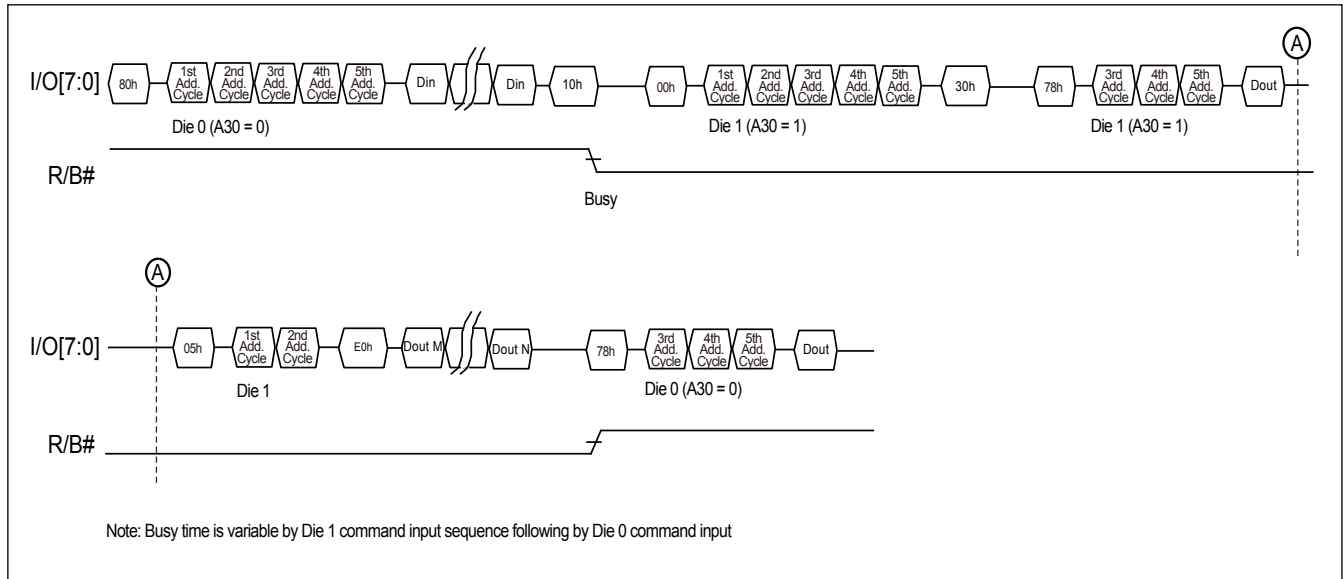 A
I/O[7:0] 80h 1st Add. Cycle 2nd Add. Cycle 3rd Add. Cycle 4th Add. Cycle 5th Add. Cycle Din Din 10h 00h 1st Add. Cycle 2nd Add. Cycle 3rd Add. Cycle 4th Add. Cycle 5th Add. Cycle 30h 78h 3rd Add. Cycle 4th Add. Cycle 5th Add. Cycle Dout
Die 0 (A30 = 0) Die 1 (A30 = 1) Die 1 (A30 = 1)
R/B#
Busy
A
I/O[7:0] 05h 1st Add. Cycle 2nd Add. Cycle E0h Dout M Dout N 78h 3rd Add. Cycle 4th Add. Cycle 5th Add. Cycle Dout
Die 1 Die 0 (A30 = 0)
R/B#
Note: Busy time is variable by Die 1 command input sequence following by Die 0 command input